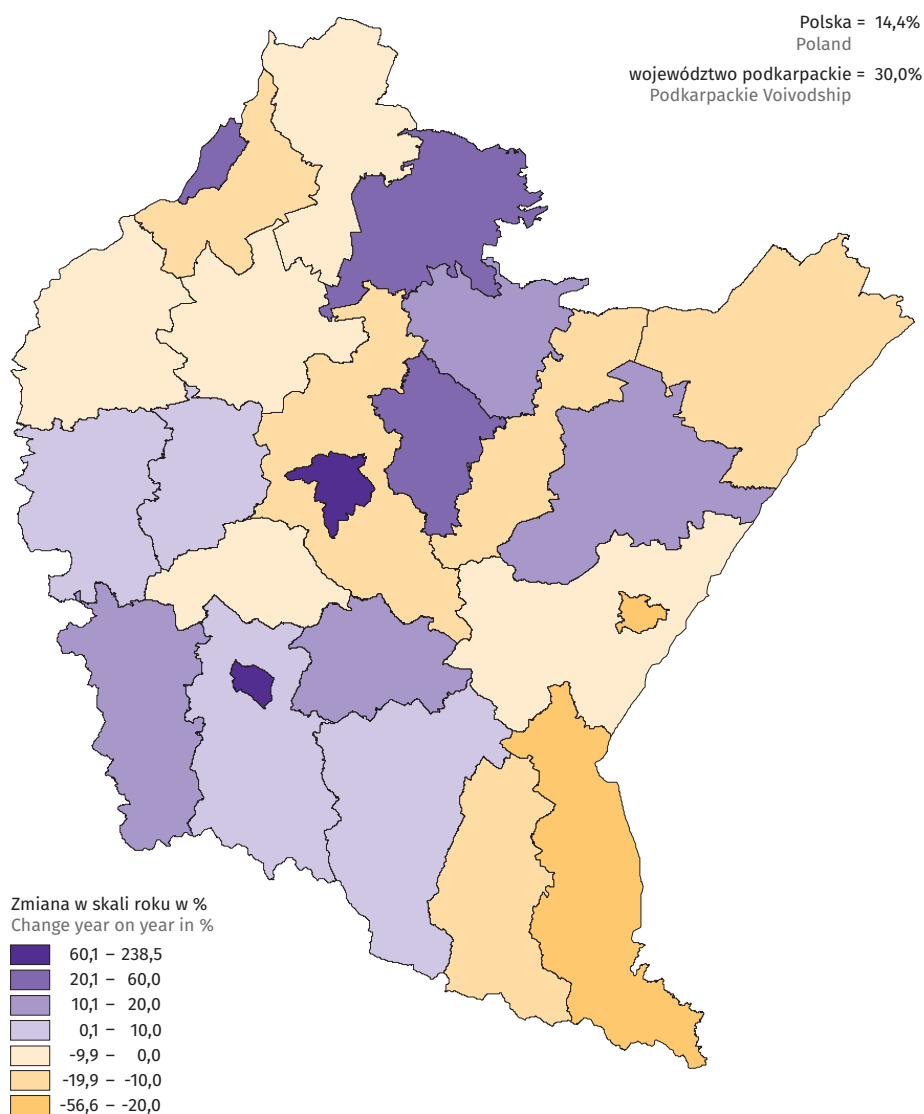 Polska = 14,4%
Poland
województwo podkarpackie = 30,0%
Podkarpackie Voivodship
Zmiana w skali roku w %
Change year on year in %
60,1 – 238,5
20,1 – 60,0
10,1 – 20,0
0,1 – 10,0
-9,9 – 0,0
-19,9 – -10,0
-56,6 – -20,0